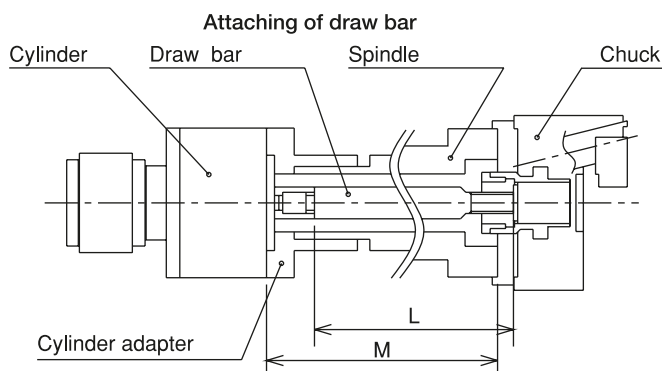 Attaching of draw bar
Cylinder
Draw bar
Spindle
Chuck
L
Cylinder adapter
M